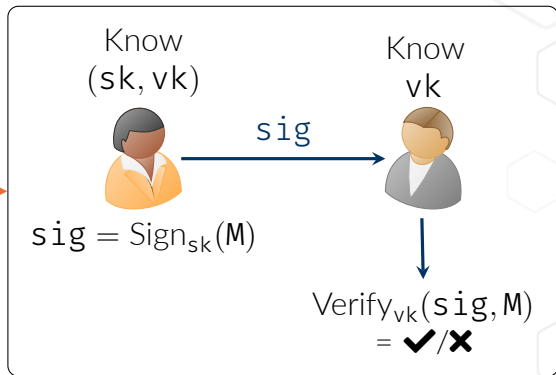 Know
(sk, vk)
Know
vk
sig
sig = Sign_sk(M)
Verify_vk(sig, M)
= ✔/✘